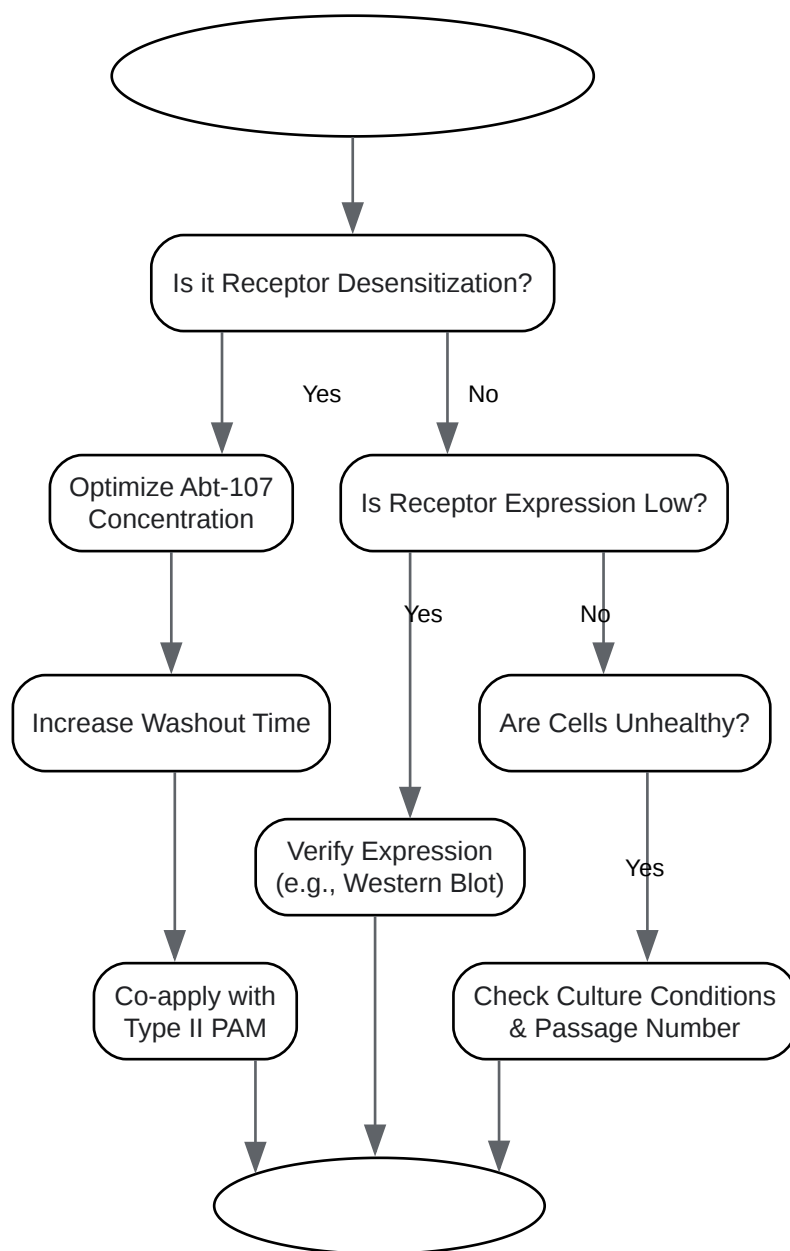 Is it Receptor Desensitization?
Yes
No
Optimize Abt-107
Concentration
Is Receptor Expression Low?
Yes
No
Increase Washout Time
Are Cells Unhealthy?
Verify Expression
(e.g., Western Blot)
Yes
Co-apply with
Type II PAM
Check Culture Conditions
& Passage Number